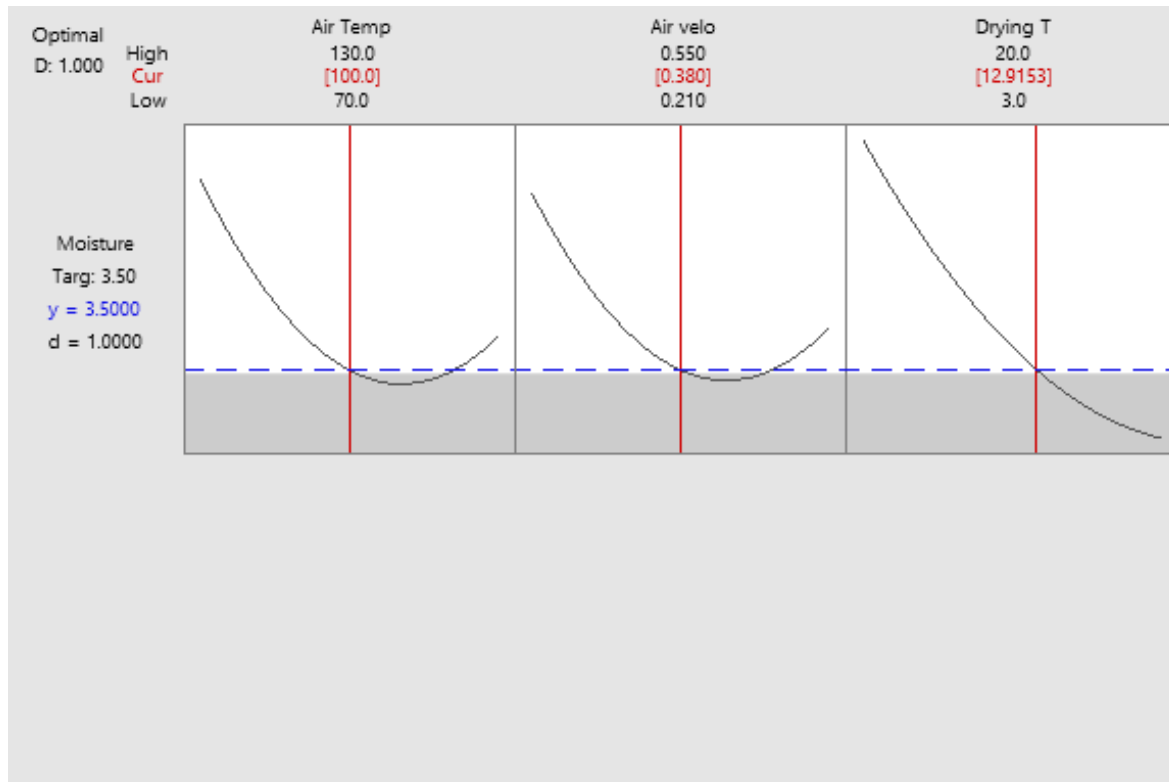 Optimal
D: 1.000
High
Cur
Low
Air Temp
130.0
[100.0]
70.0
Air velo
0.550
[0.380]
0.210
Drying T
20.0
[12.9153]
3.0
Moisture
Targ: 3.50
y = 3.5000
d = 1.0000